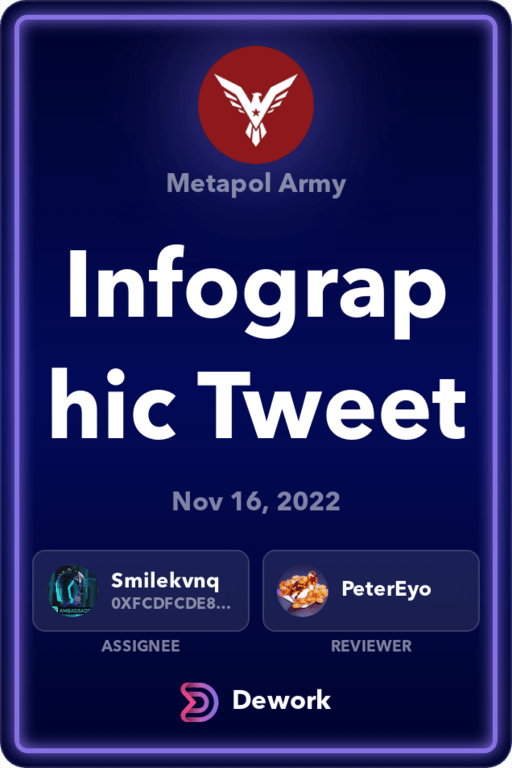 Metapol Army
Infograp
hic Tweet
Nov 16, 2022
Smilekvnq
0XFCDFCDE8...
PeterEyo
ASSIGNEE
REVIEWER
Dework